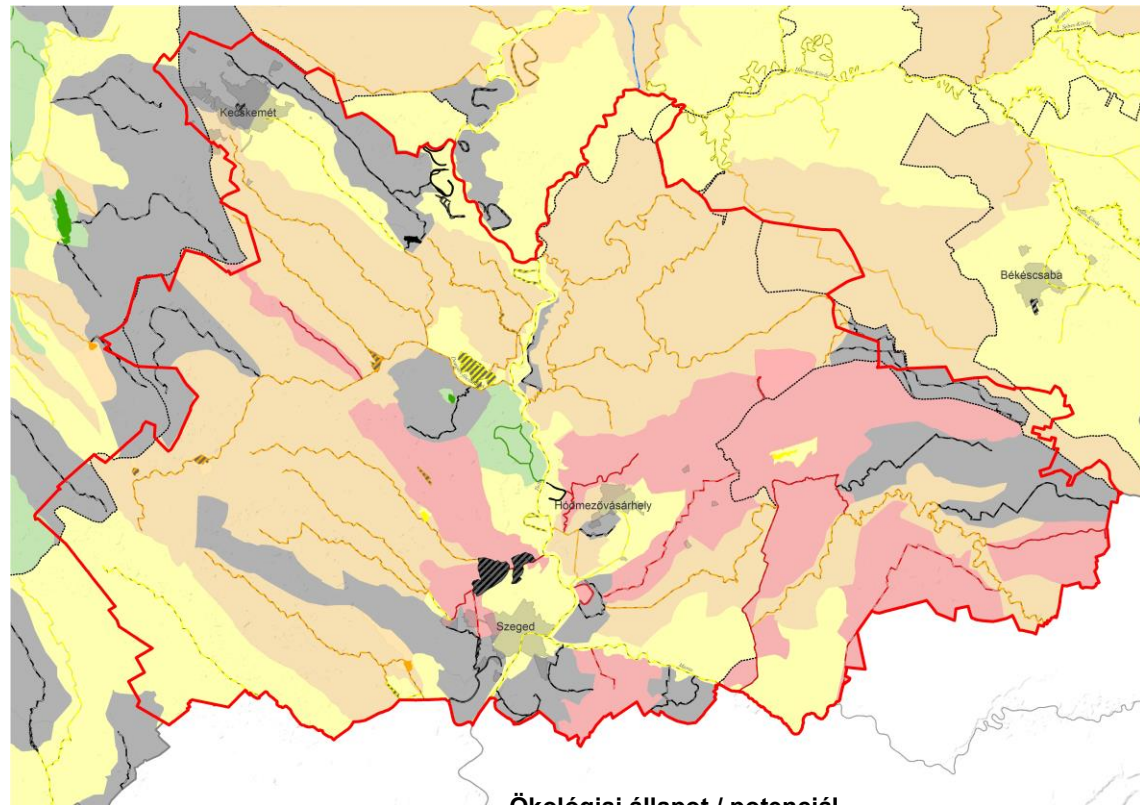 Kecskemét
Békéscsaba
Hódmezővásárhely
Szeged
Ökológiai állapot / potenciál